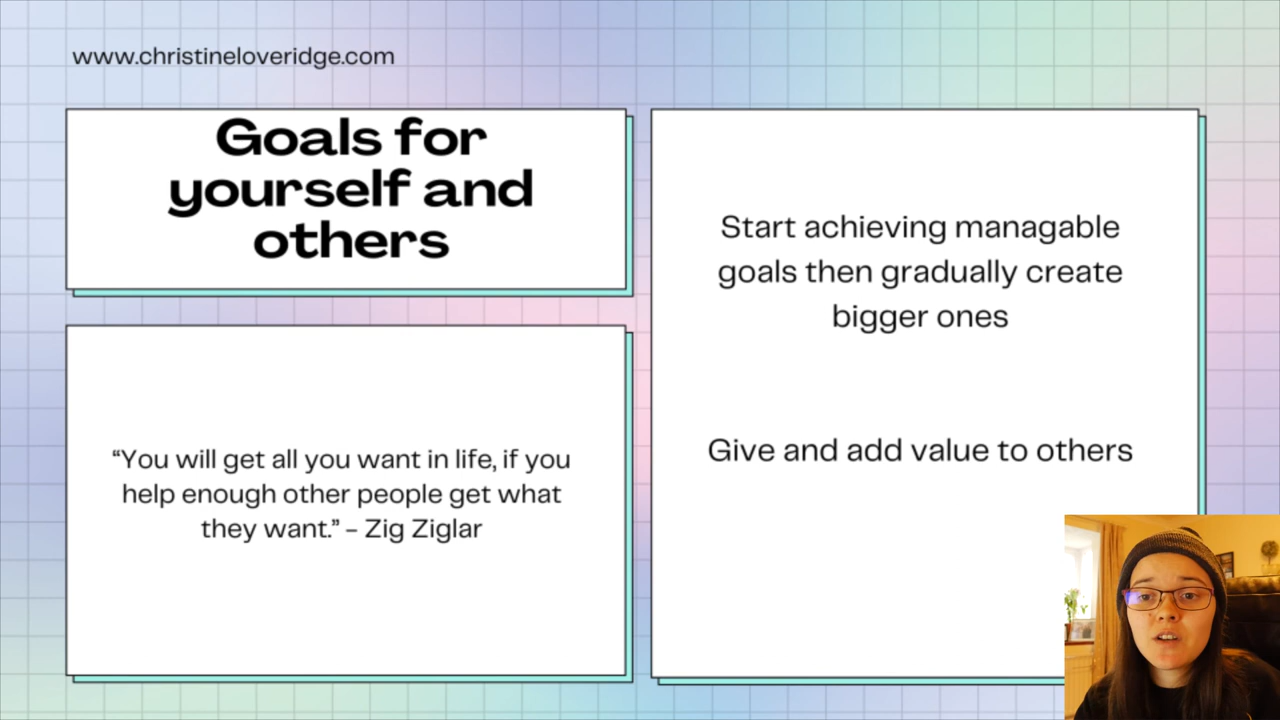 www.christineloveridge.com
Goals for
yourself and
others
“You will get all you want in life, if you
help enough other people get what
they want.” – Zig Ziglar
Start achieving managable
goals then gradually create
bigger ones
Give and add value to others